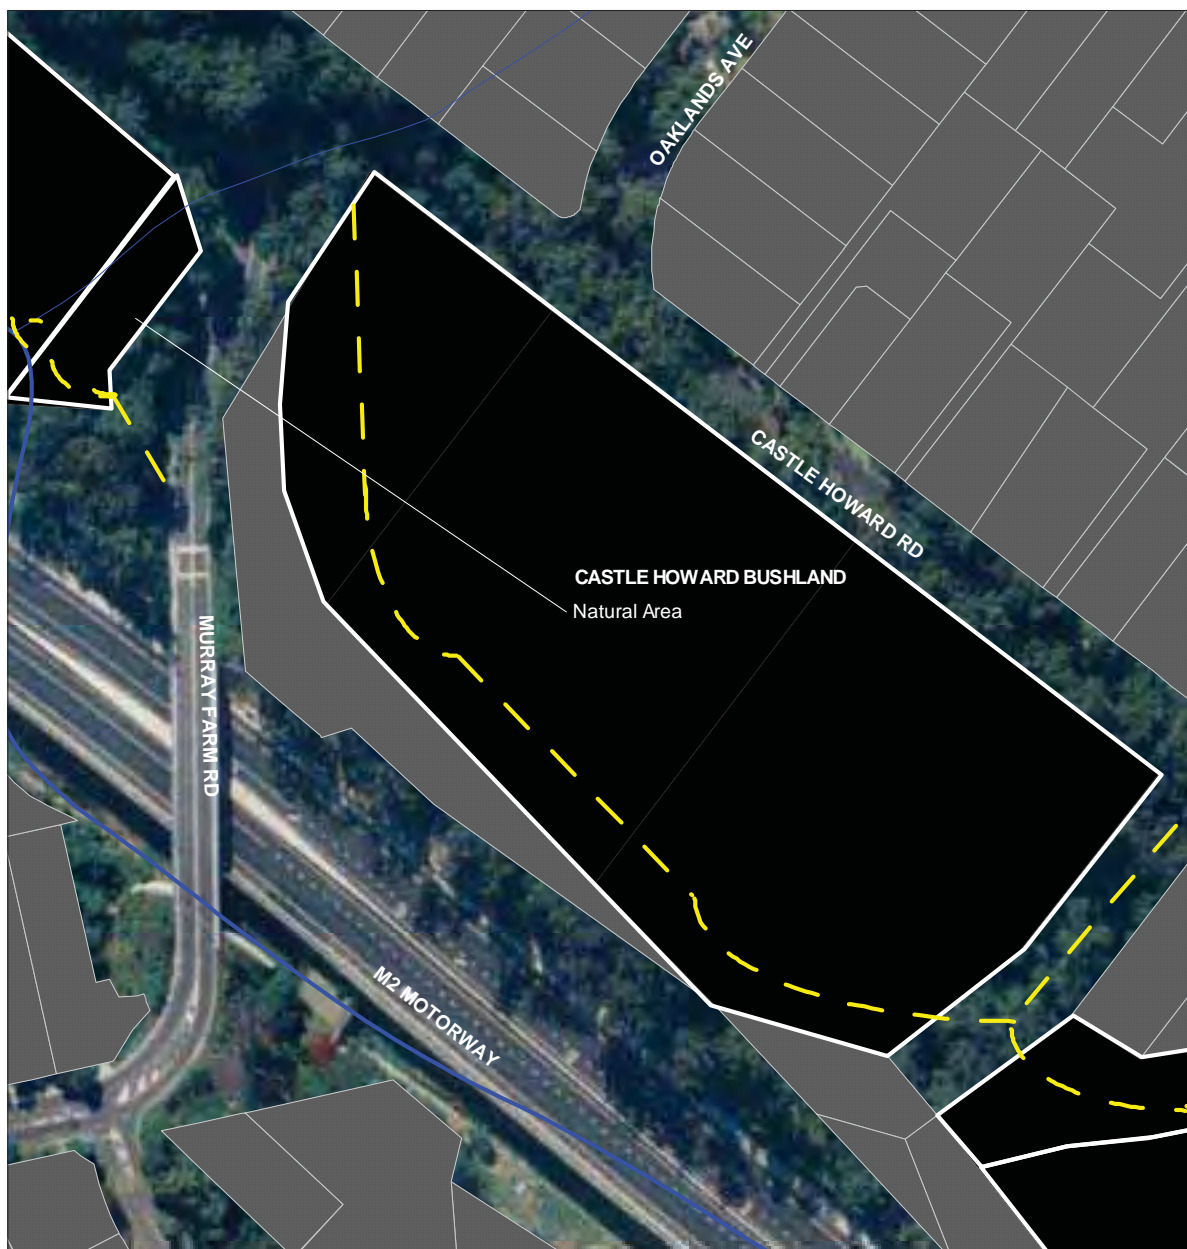 OAKLANDS AVE
CASTLE HOWARD RD
CASTLE HOWARD BUSHLAND
Natural Area
MURRAY FARM RD
M2 MOTORWAY